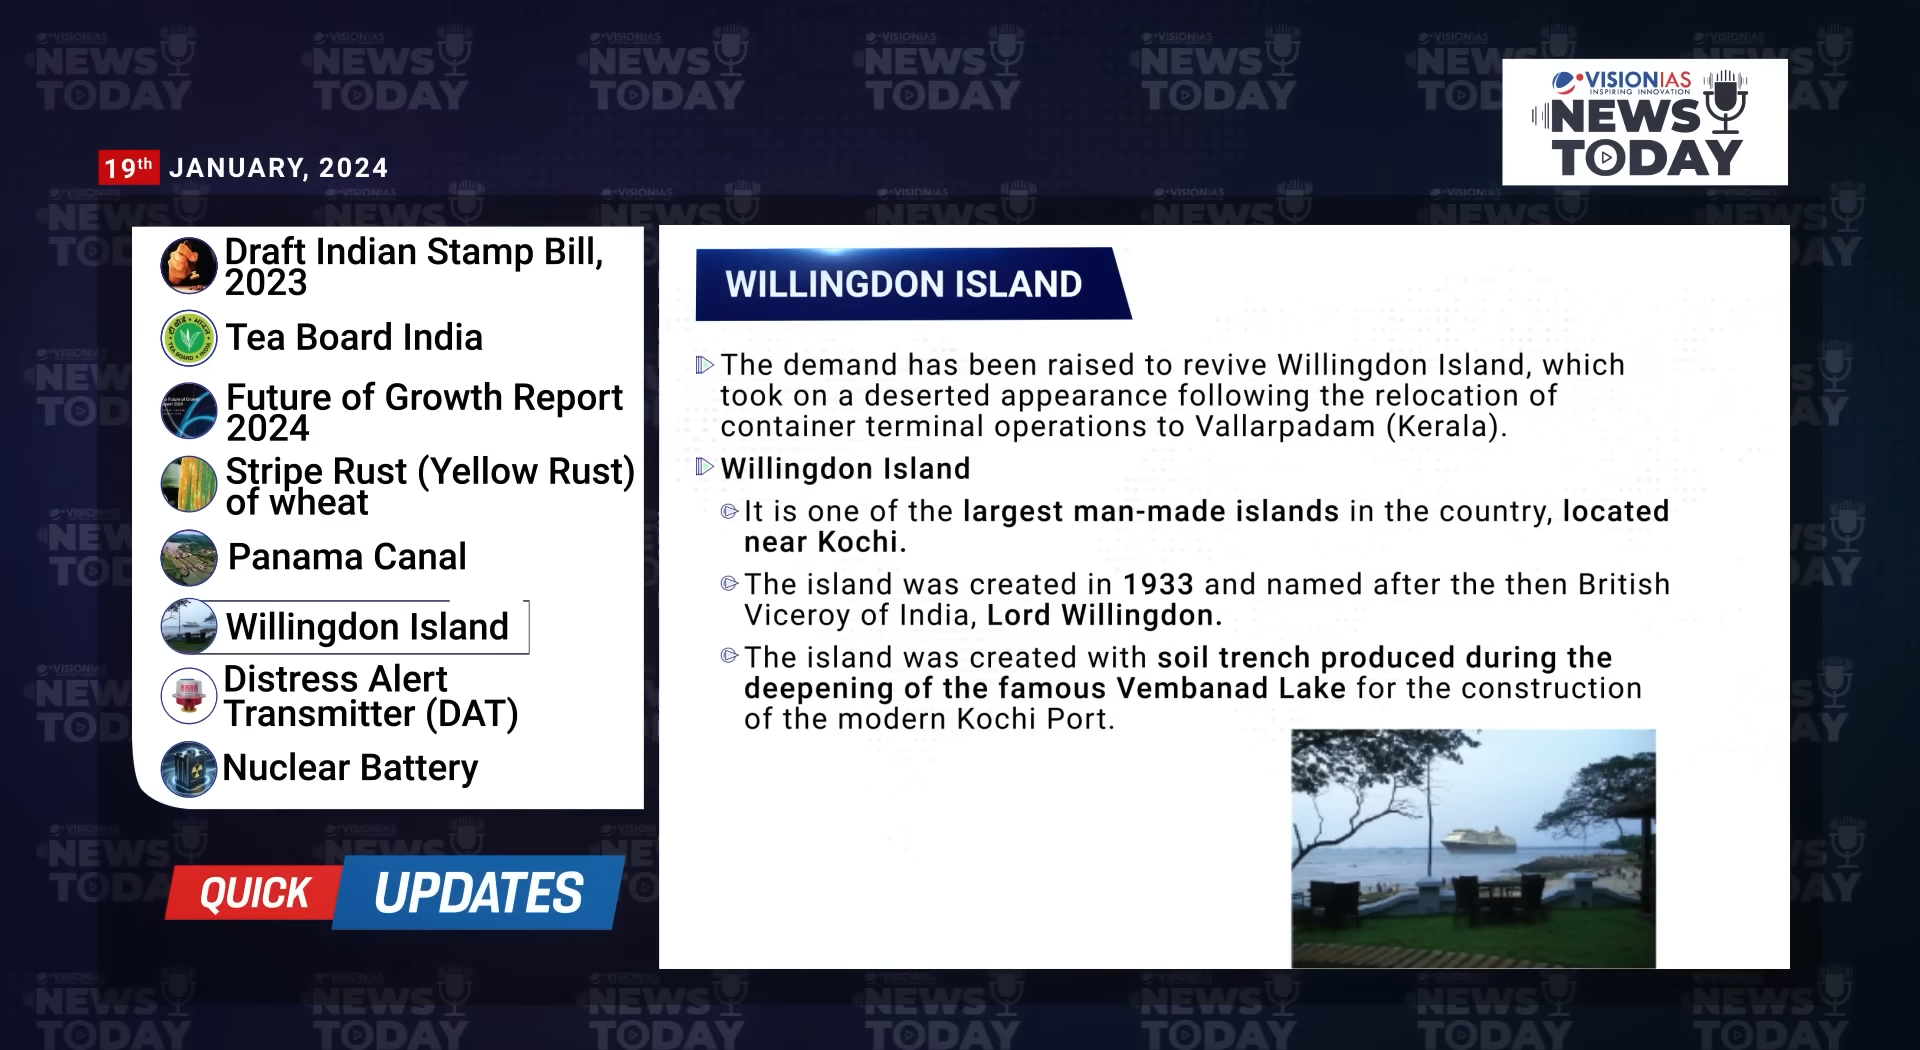 VISIONIAS
INSPIRING INNOVATION
NEWS
TODAY
19th JANUARY, 2024
Draft Indian Stamp Bill,
2023
Tea Board India
Future of Growth Report
2024
Stripe Rust (Yellow Rust)
of wheat
Panama Canal
Willingdon Island
Distress Alert
Transmitter (DAT)
Nuclear Battery
QUICK UPDATES
WILLINGDON ISLAND
The demand has been raised to revive Willingdon Island, which
took on a deserted appearance following the relocation of
container terminal operations to Vallarpadam (Kerala).
Willingdon Island
It is one of the largest man-made islands in the country, located
near Kochi.
The island was created in 1933 and named after the then British
Viceroy of India, Lord Willingdon.
The island was created with soil trench produced during the
deepening of the famous Vembanad Lake for the construction
of the modern Kochi Port.